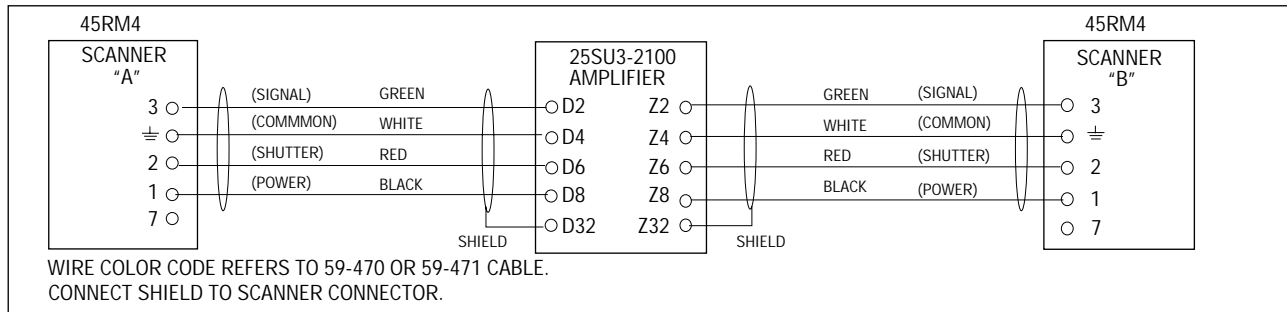 45RM4
45RM4
SCANNER
"A"
25SU3-2100
AMPLIFIER
SCANNER
"B"
3
(SIGNAL)
GREEN
D2
Z2
GREEN
(SIGNAL)
3
(COMMMON)
WHITE
D4
Z4
WHITE
(COMMON)
2
(SHUTTER)
RED
D6
Z6
RED
(SHUTTER)
2
1
(POWER)
BLACK
D8
Z8
BLACK
(POWER)
1
7
SHIELD
D32
Z32
SHIELD
7
WIRE COLOR CODE REFERS TO 59-470 OR 59-471 CABLE.
CONNECT SHIELD TO SCANNER CONNECTOR.